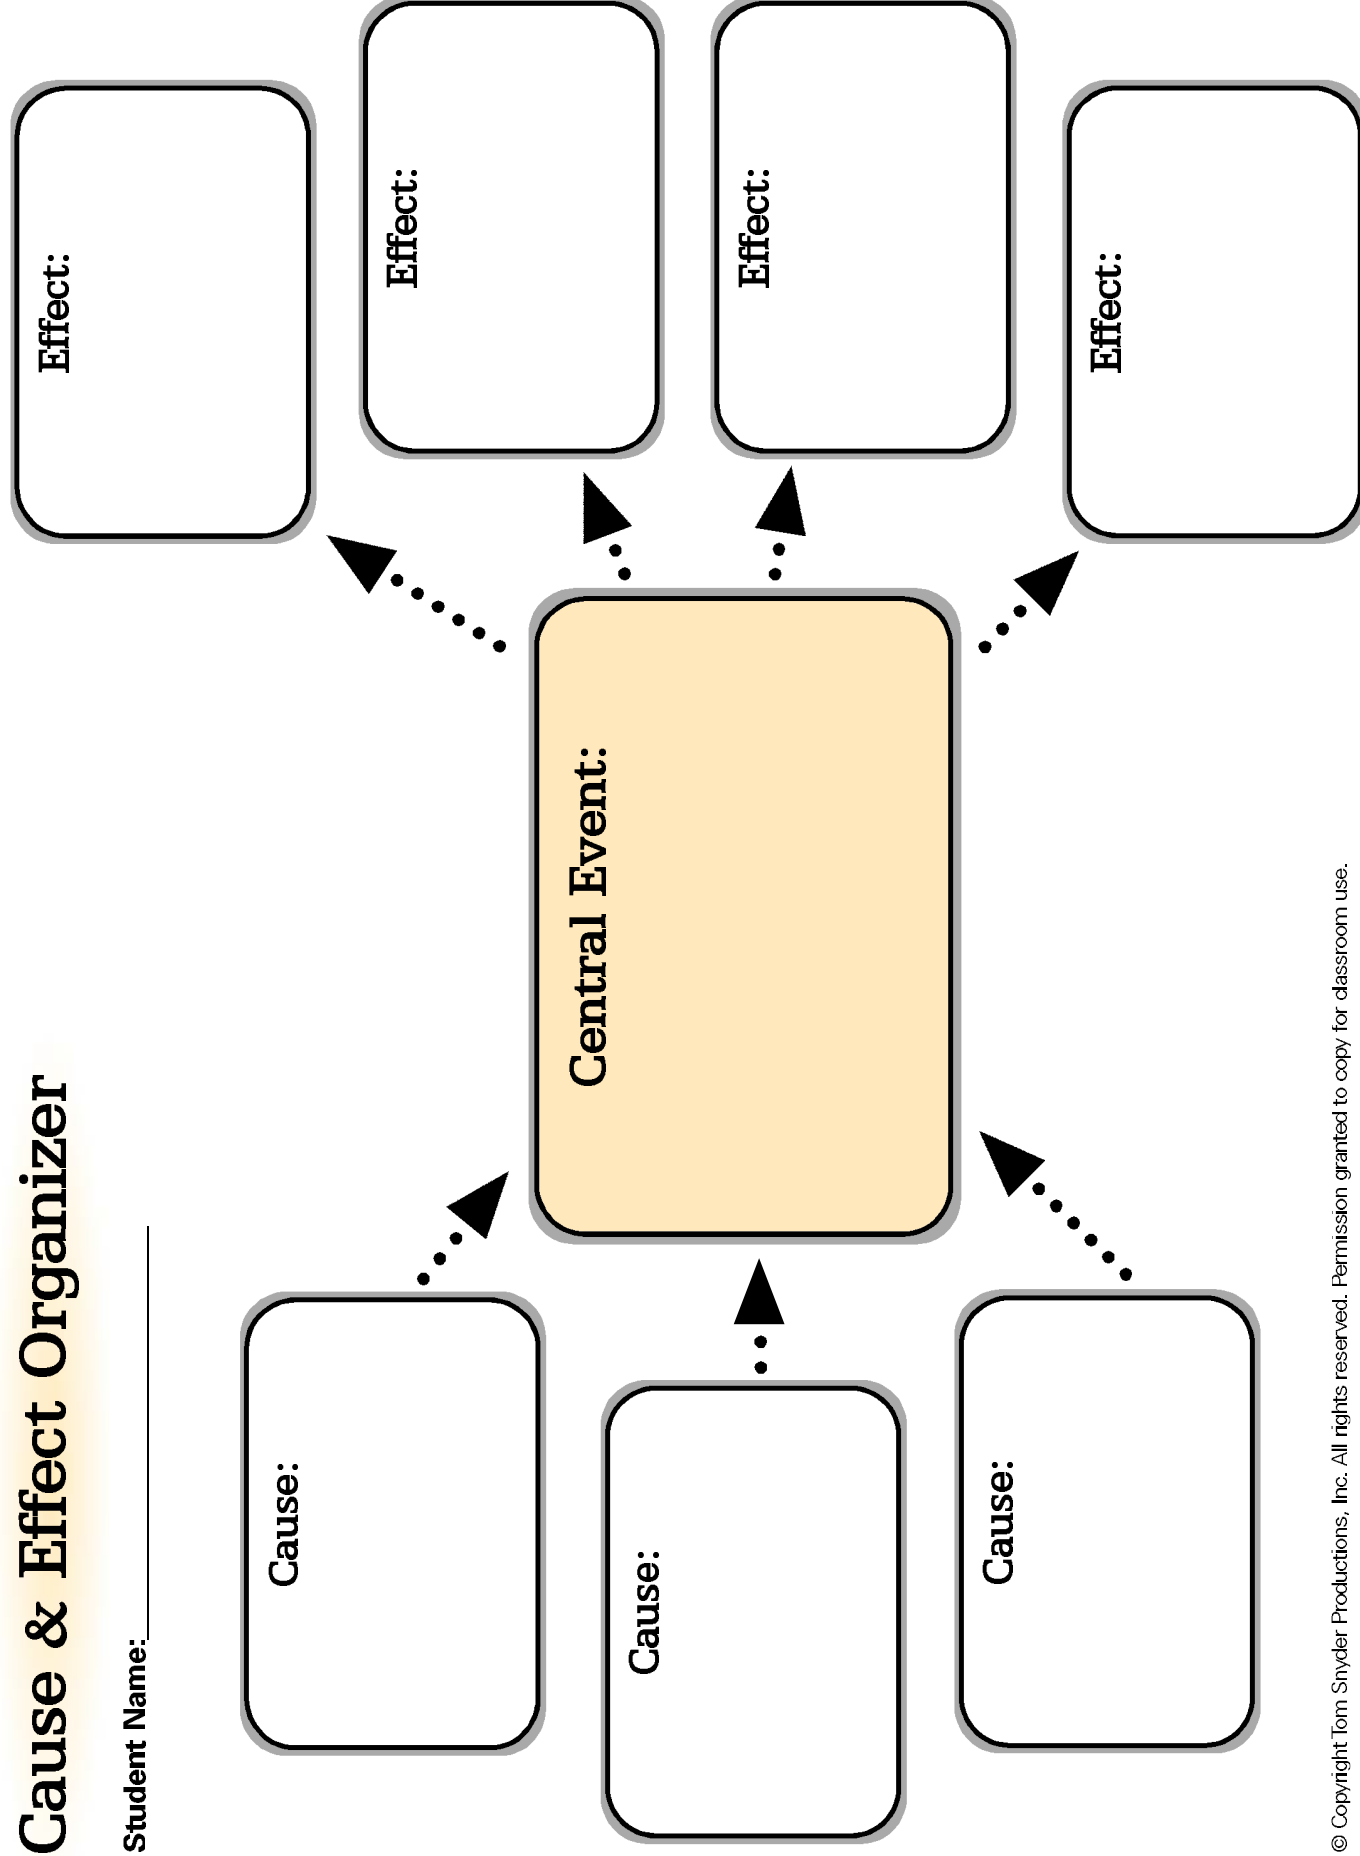 Cause & Effect Organizer
Student Name:
Cause:
Cause:
Cause:
Central Event:
Effect:
Effect:
Effect:
Effect:
© Copyright Tom Snyder Productions, Inc. All rights reserved. Permission granted to copy for classroom use.